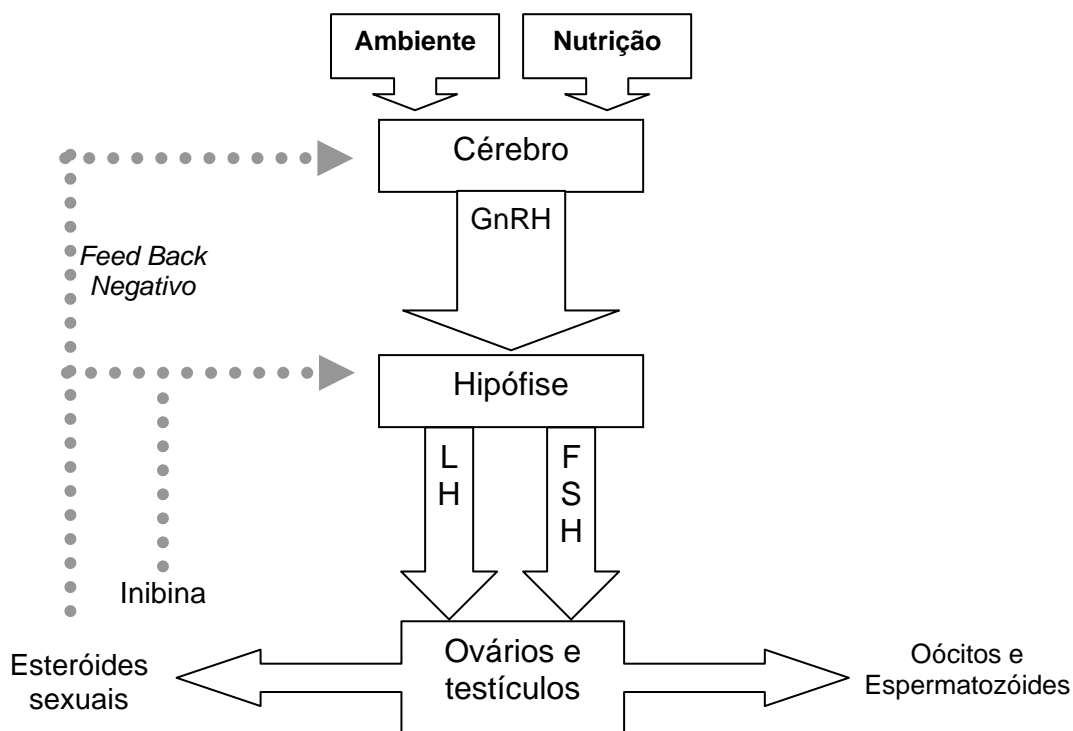 Ambiente
Nutrição
Cérebro
GnRH
Feed Back
Negativo
Hipófise
L
H
F
S
H
Inibina
Esteróides
sexuais
Ovários e
testículos
Oócitos e
Espermatozóides